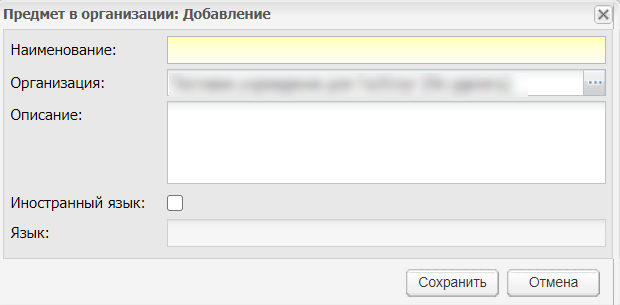 Предмет в организации: Добавление
Наименование:
Организация:
Описание:
Иностранный язык:
Язык:
Сохранить Отмена